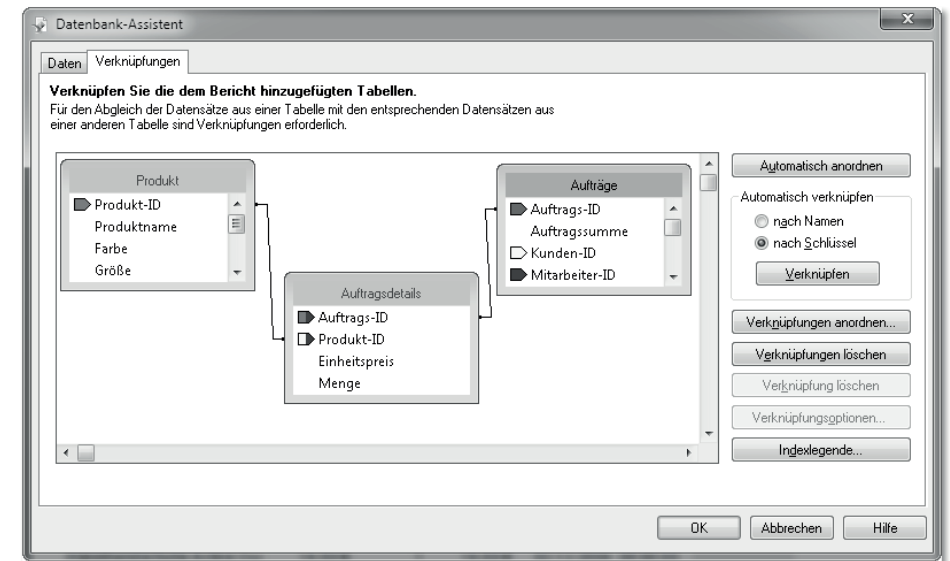 Datenbank-Assistent
Daten
Verknüpfungen
Verknüpfen Sie die dem Bericht hinzugefügten Tabellen.
Für den Abgleich der Datensätze aus einer Tabelle mit den entsprechenden Datensätzen aus
einer anderen Tabelle sind Verknüpfungen erforderlich.
Produkt
Produkt-ID
Produktname
Farbe
Größe
Auftragsdetails
Auftrags-ID
Produkt-ID
Einheitspreis
Menge
Aufträge
Auftrags-ID
Auftragssumme
Kunden-ID
Mitarbeiter-ID
Automatisch anordnen
Automatisch verknüpfen
nach Namen
nach Schlüssel
Verknüpfen
Verknüpfungen anordnen...
Verknüpfungen löschen
Verknüpfung löschen
Verknüpfungsoptionen...
Indexlegende...
OK
Abbrechen
Hilfe